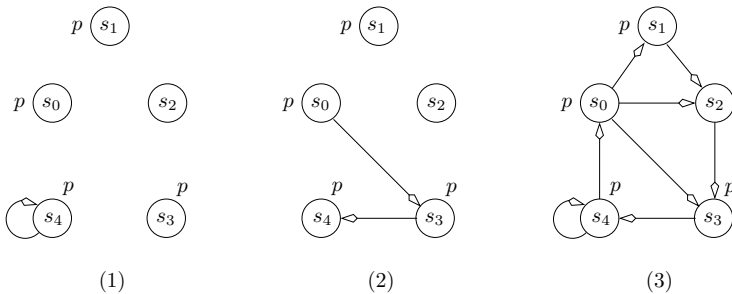 p s₁ p s₁ p s₁
p s₀ s₂ p s₀ s₂ p s₀ s₂
p p p p p p
s₄ s₃ s₄ s₃ s₄ s₃
(1) (2) (3)